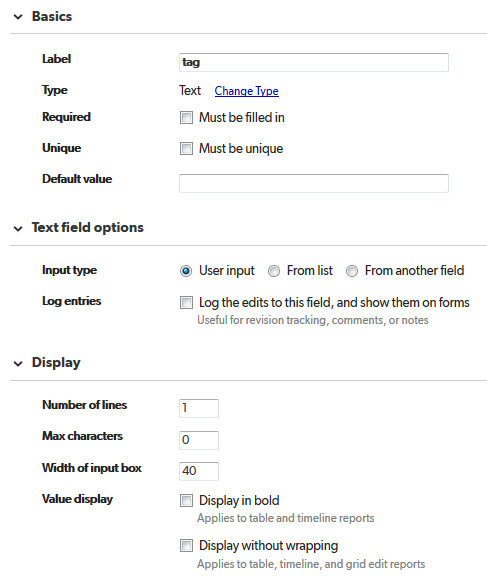 Basics
Label tag
Type Text Change Type
Required Must be filled in
Unique Must be unique
Default value
Text field options
Input type User input From list From another field
Log entries Log the edits to this field, and show them on forms
Useful for revision tracking, comments, or notes
Display
Number of lines 1
Max characters 0
Width of input box 40
Value display Display in bold
Applies to table and timeline reports
Display without wrapping
Applies to table, timeline, and grid edit reports